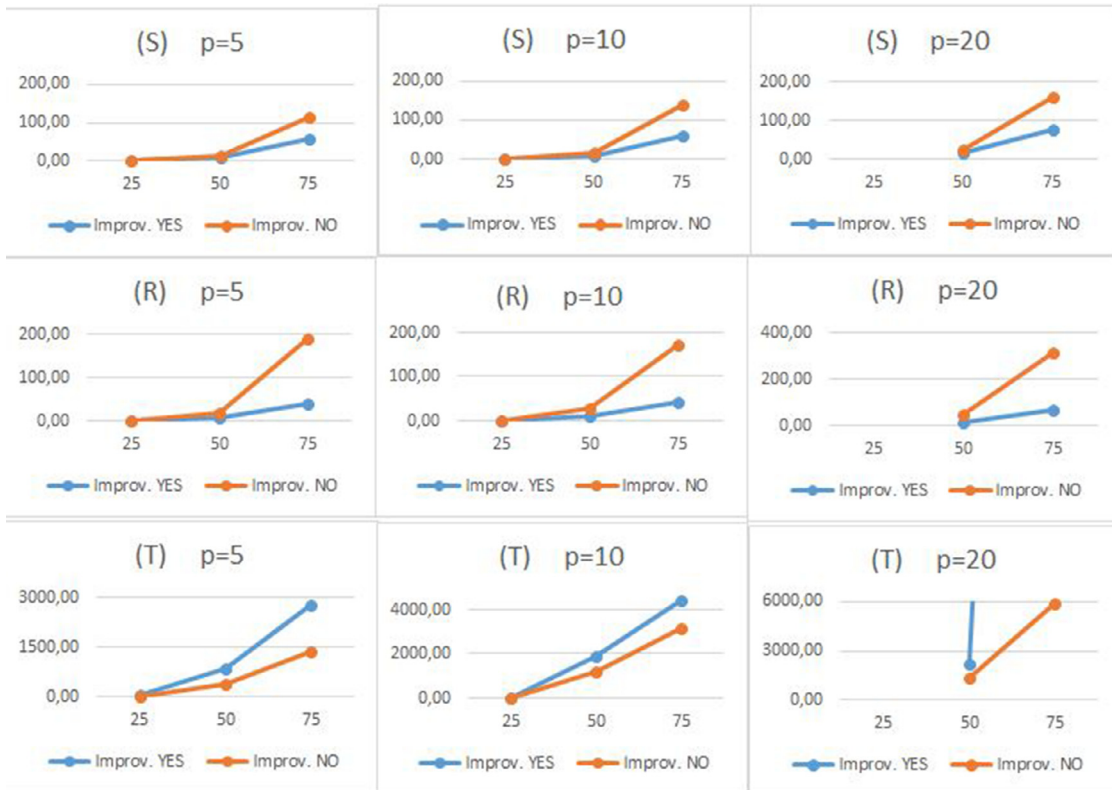 (S) p=5
200,00
100,00
0,00
25 50 75
Improv. YES Improv. NO
(S) p=10
200,00
100,00
0,00
25 50 75
Improv. YES Improv. NO
(S) p=20
200,00
100,00
0,00
25 50 75
Improv. YES Improv. NO
(R) p=5
200,00
100,00
0,00
25 50 75
Improv. YES Improv. NO
(R) p=10
200,00
100,00
0,00
25 50 75
Improv. YES Improv. NO
(R) p=20
400,00
200,00
0,00
25 50 75
Improv. YES Improv. NO
(T) p=5
3000,00
1500,00
0,00
25 50 75
Improv. YES Improv. NO
(T) p=10
4000,00
2000,00
0,00
25 50 75
Improv. YES Improv. NO
(T) p=20
6000,00
3000,00
0,00
25 50 75
Improv. YES Improv. NO